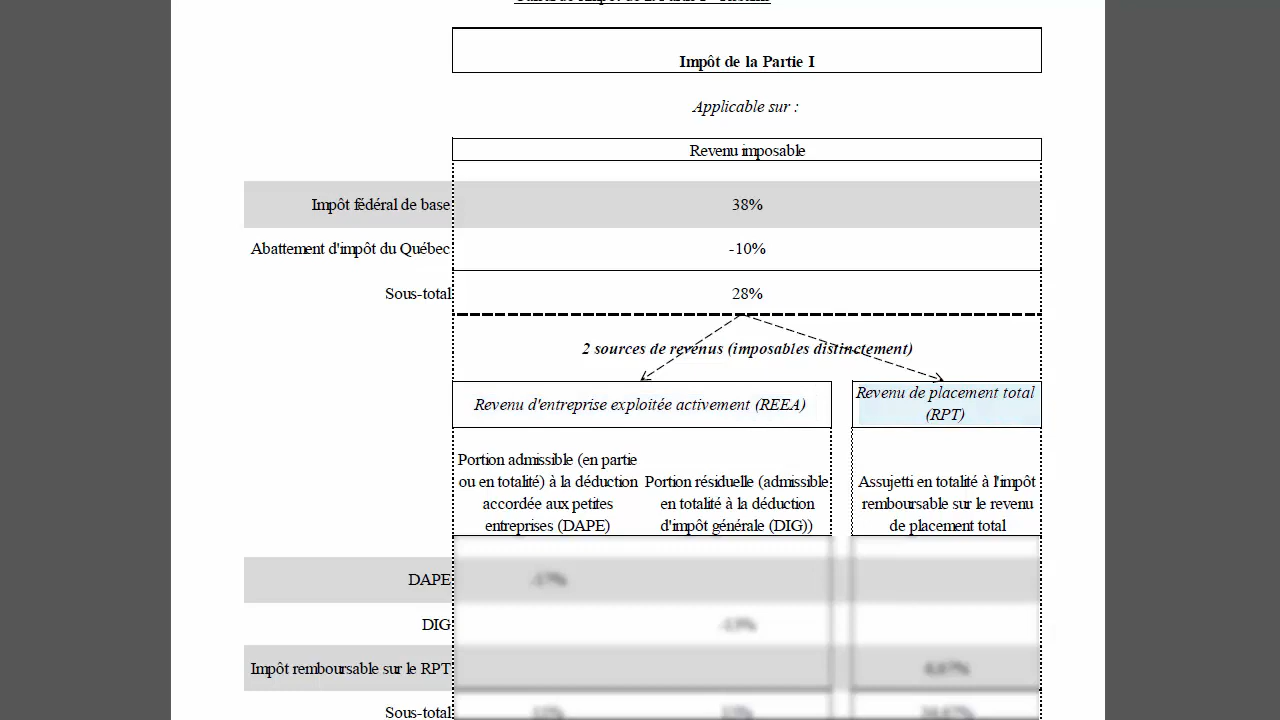 Impôt de la Partie I
Applicable sur :
Revenu imposable
Impôt fédéral de base 38%
Abattement d'impôt du Québec -10%
Sous-total 28%
2 sources de revenus (imposables distinctement)
Revenu d'entreprise exploitée activement (REEA)
Revenu de placement total
(RPT)
Portion admissible (en partie
ou en totalité) à la déduction
accordée aux petites
entreprises (DAPE)
Portion résiduelle (admissible
en totalité à la déduction
d'impôt générale (DIG))
Assujetti en totalité à l'impôt
remboursable sur le revenu
de placement total
DAPE
DIG
Impôt remboursable sur le RPT
Sous-total